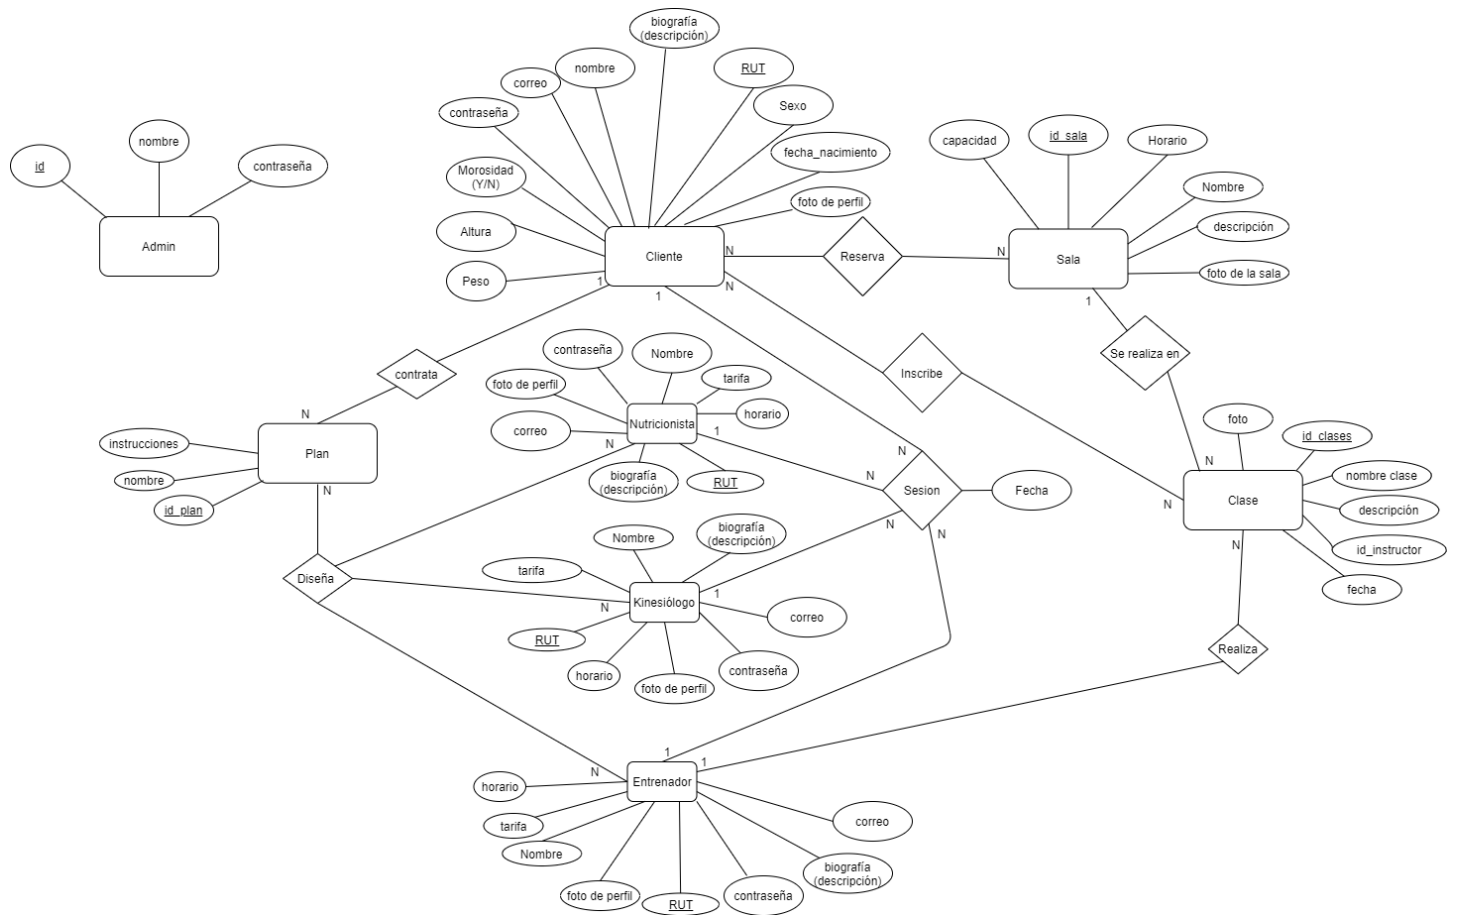 biografía
(descripción)
nombre
RUT
correo
Sexo
contraseña
nombre
capacidad
id_sala
Horario
id
contraseña
fecha_nacimiento
Morosidad
(Y/N)
Nombre
foto de perfil
Altura
descripción
Admin
Cliente
N
Reserva
N
Sala
foto de la sala
Peso
1
1
N
1
contraseña
Nombre
Se realiza en
contrata
foto de perfil
tarifa
Inscribe
N
horario
foto
Nutricionista
1
correo
N
id_clases
instrucciones
Plan
N
N
nombre clase
nombre
biografía
(descripción)
RUT
N
N
Sesion
Fecha
Clase
id_plan
N
N
descripción
N
Nombre
biografía
(descripción)
N
N
id_instructor
tarifa
Diseña
fecha
Kinesiólogo
1
N
correo
RUT
Realiza
horario
foto de perfil
contraseña
1
1
N
horario
Entrenador
tarifa
correo
Nombre
biografía
(descripción)
foto de perfil
RUT
contraseña